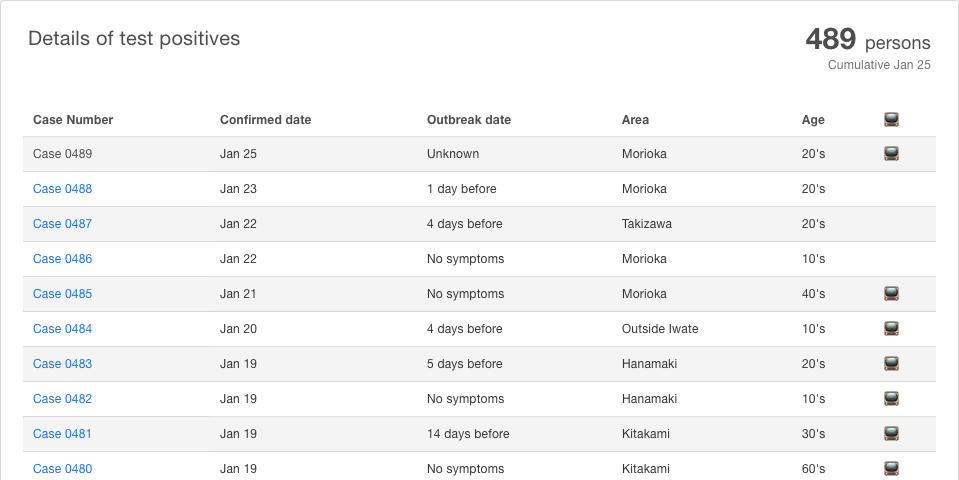 Details of test positives
489 persons
Cumulative Jan 25
Case Number Confirmed date Outbreak date Area Age
Case 0489 Jan 25 Unknown Morioka 20's
Case 0488 Jan 23 1 day before Morioka 20's
Case 0487 Jan 22 4 days before Takizawa 20's
Case 0486 Jan 22 No symptoms Morioka 10's
Case 0485 Jan 21 No symptoms Morioka 40's
Case 0484 Jan 20 4 days before Outside Iwate 10's
Case 0483 Jan 19 5 days before Hanamaki 20's
Case 0482 Jan 19 No symptoms Hanamaki 10's
Case 0481 Jan 19 14 days before Kitakami 30's
Case 0480 Jan 19 No symptoms Kitakami 60's